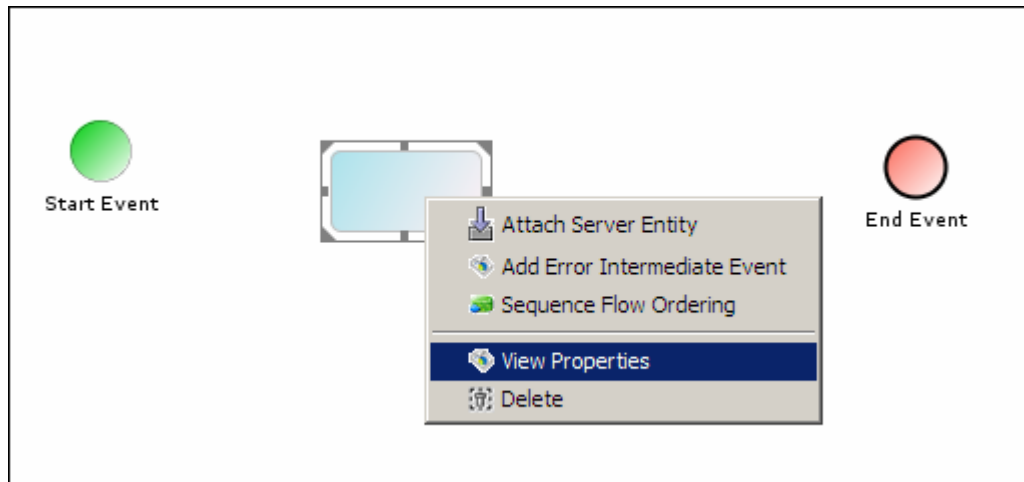 Start Event
End Event
Attach Server Entity
Add Error Intermediate Event
Sequence Flow Ordering
View Properties
Delete